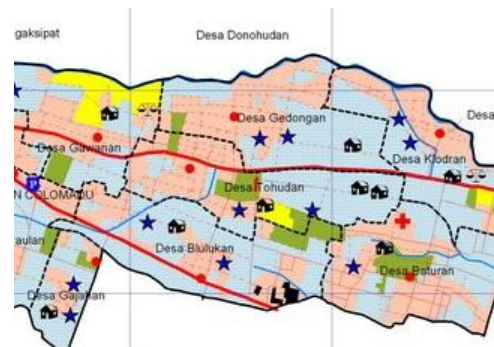 gaksipat
Desa Donohudan
Desa Gedongan
Desa
Desa Gawanan
Desa Klodran
Desa Tohudan
N COLOMADU
aulan
Desa Blulukan
Desa Baturan
Desa Gajahan